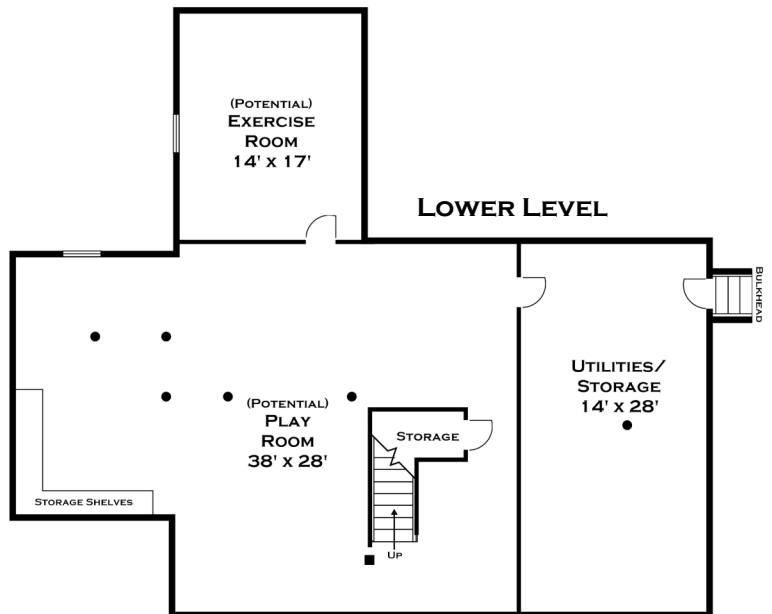 (Potential)
Exercise
Room
14' x 17'
Lower Level
Bulkhead
Utilities/
Storage
14' x 28'
(Potential)
Play
Room
38' x 28'
Storage
Storage Shelves
Up